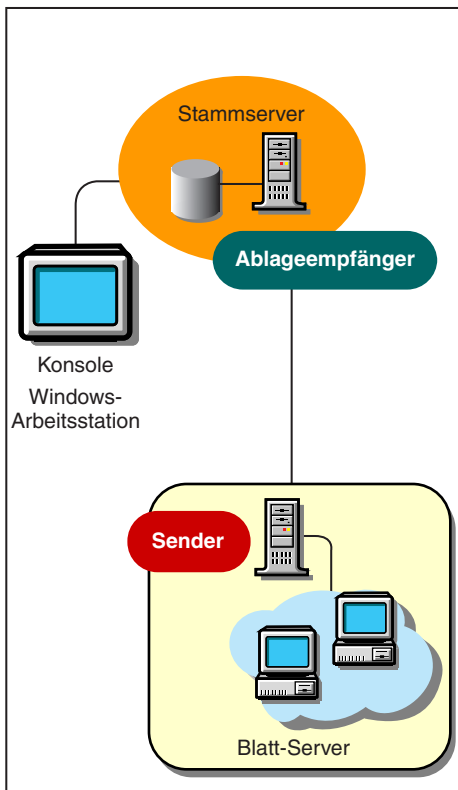 Stammserver
Ablageempfänger
Konsole
Windows-
Arbeitsstation
Sender
Blatt-Server